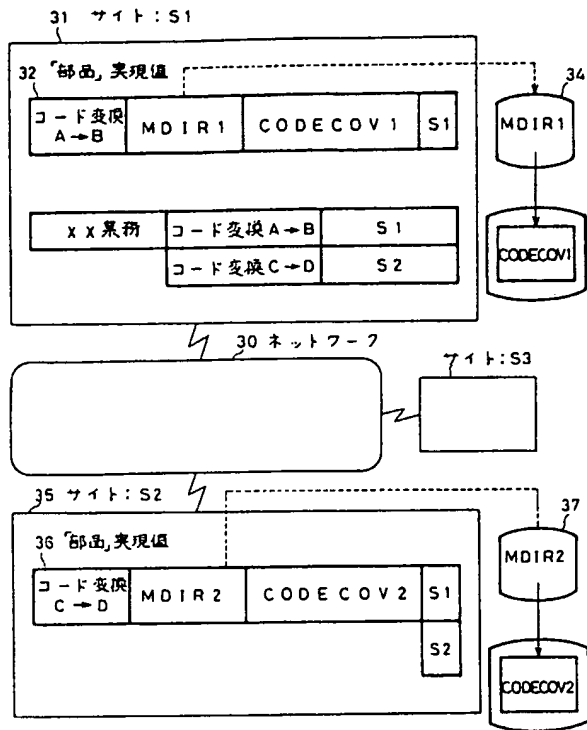 31 サイト:S1
32 「部品」実現値
34
コード変換
A→B
MDIR1
CODECOV1
S1
MDIR1
××業務
コード変換A→B
S1
CODECOV1
コード変換C→D
S2
30 ネットワーク
サイト:S3
35 サイト:S2
37
36 「部品」実現値
MDIR2
コード変換
C→D
MDIR2
CODECOV2
S1
S2
CODECOV2